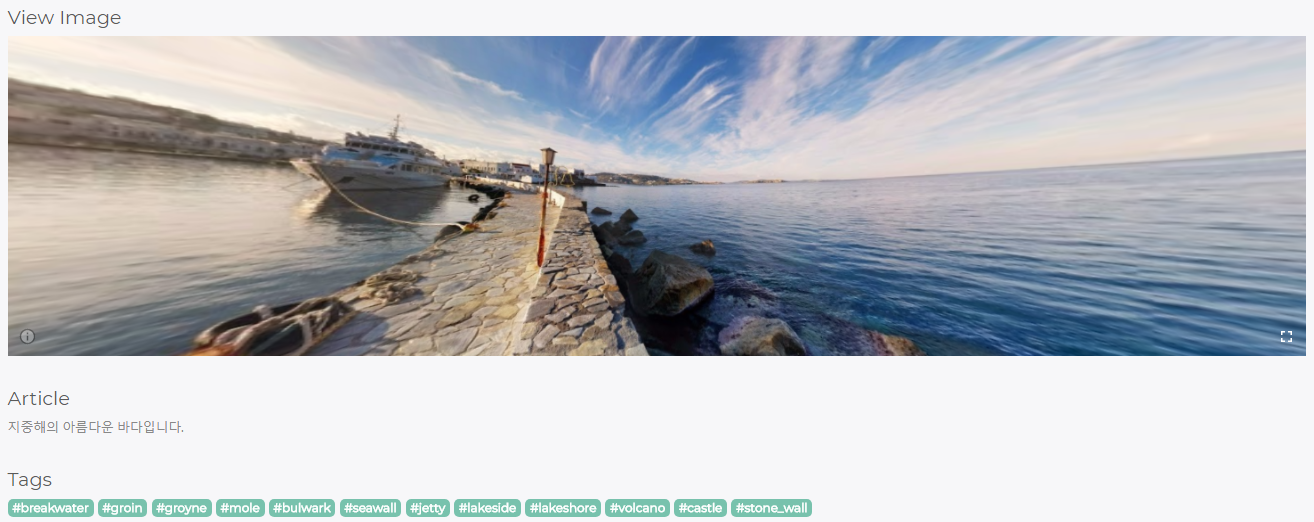 View Image
Article
지중해의 아름다운 바다입니다.
Tags
#breakwater #groin #groyne #mole #bulwark #seawall #jetty #lakeside #lakeshore #volcano #castle #stone_wall